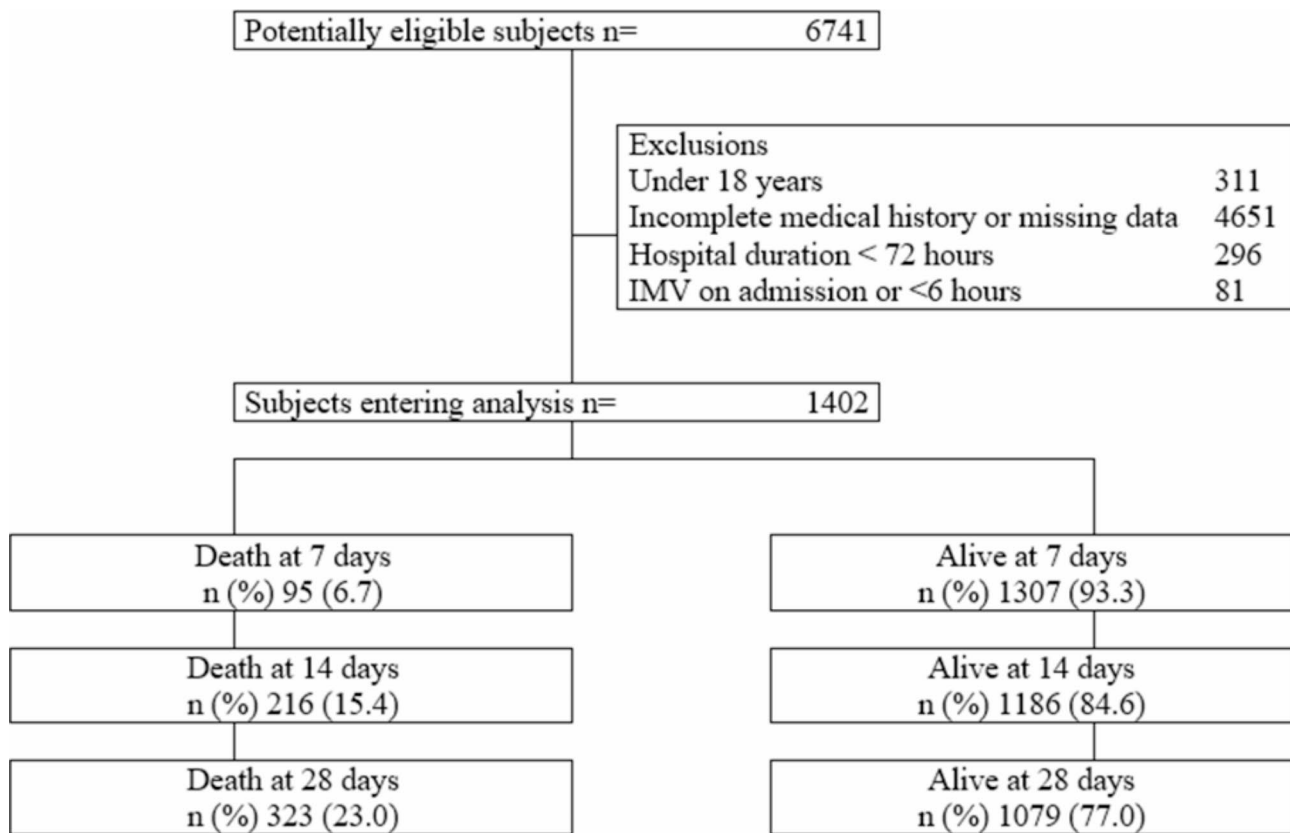 Potentially eligible subjects n= 6741
Exclusions
Under 18 years 311
Incomplete medical history or missing data 4651
Hospital duration < 72 hours 296
IMV on admission or <6 hours 81
Subjects entering analysis n= 1402
Death at 7 days
n (%) 95 (6.7)
Alive at 7 days
n (%) 1307 (93.3)
Death at 14 days
n (%) 216 (15.4)
Alive at 14 days
n (%) 1186 (84.6)
Death at 28 days
n (%) 323 (23.0)
Alive at 28 days
n (%) 1079 (77.0)